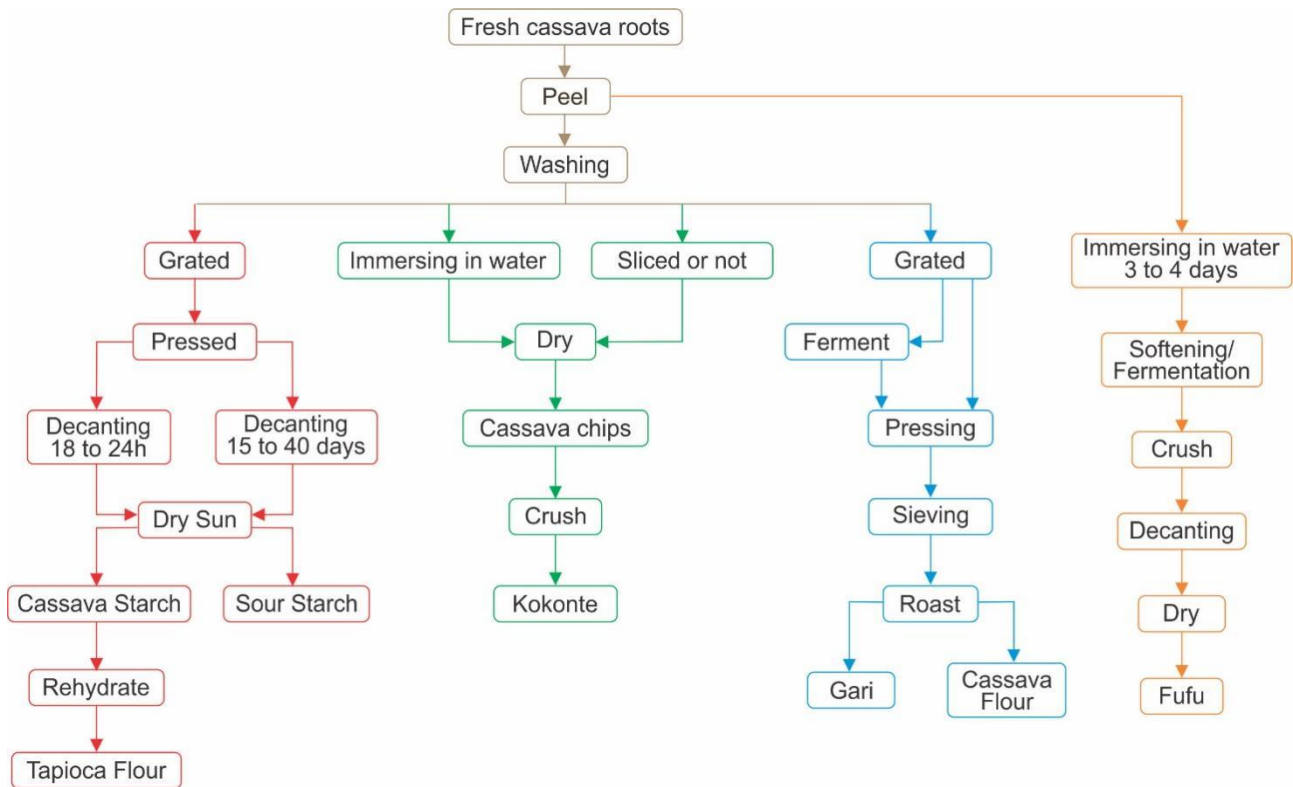 Fresh cassava roots
Peel
Washing
Grated
Immersing in water
Sliced or not
Grated
Immersing in water
3 to 4 days
Pressed
Dry
Ferment
Softening/
Fermentation
Decanting
18 to 24h
Decanting
15 to 40 days
Cassava chips
Pressing
Crush
Dry Sun
Crush
Sieving
Decanting
Cassava Starch
Sour Starch
Kokonte
Roast
Dry
Rehydrate
Gari
Cassava
Flour
Fufu
Tapioca Flour